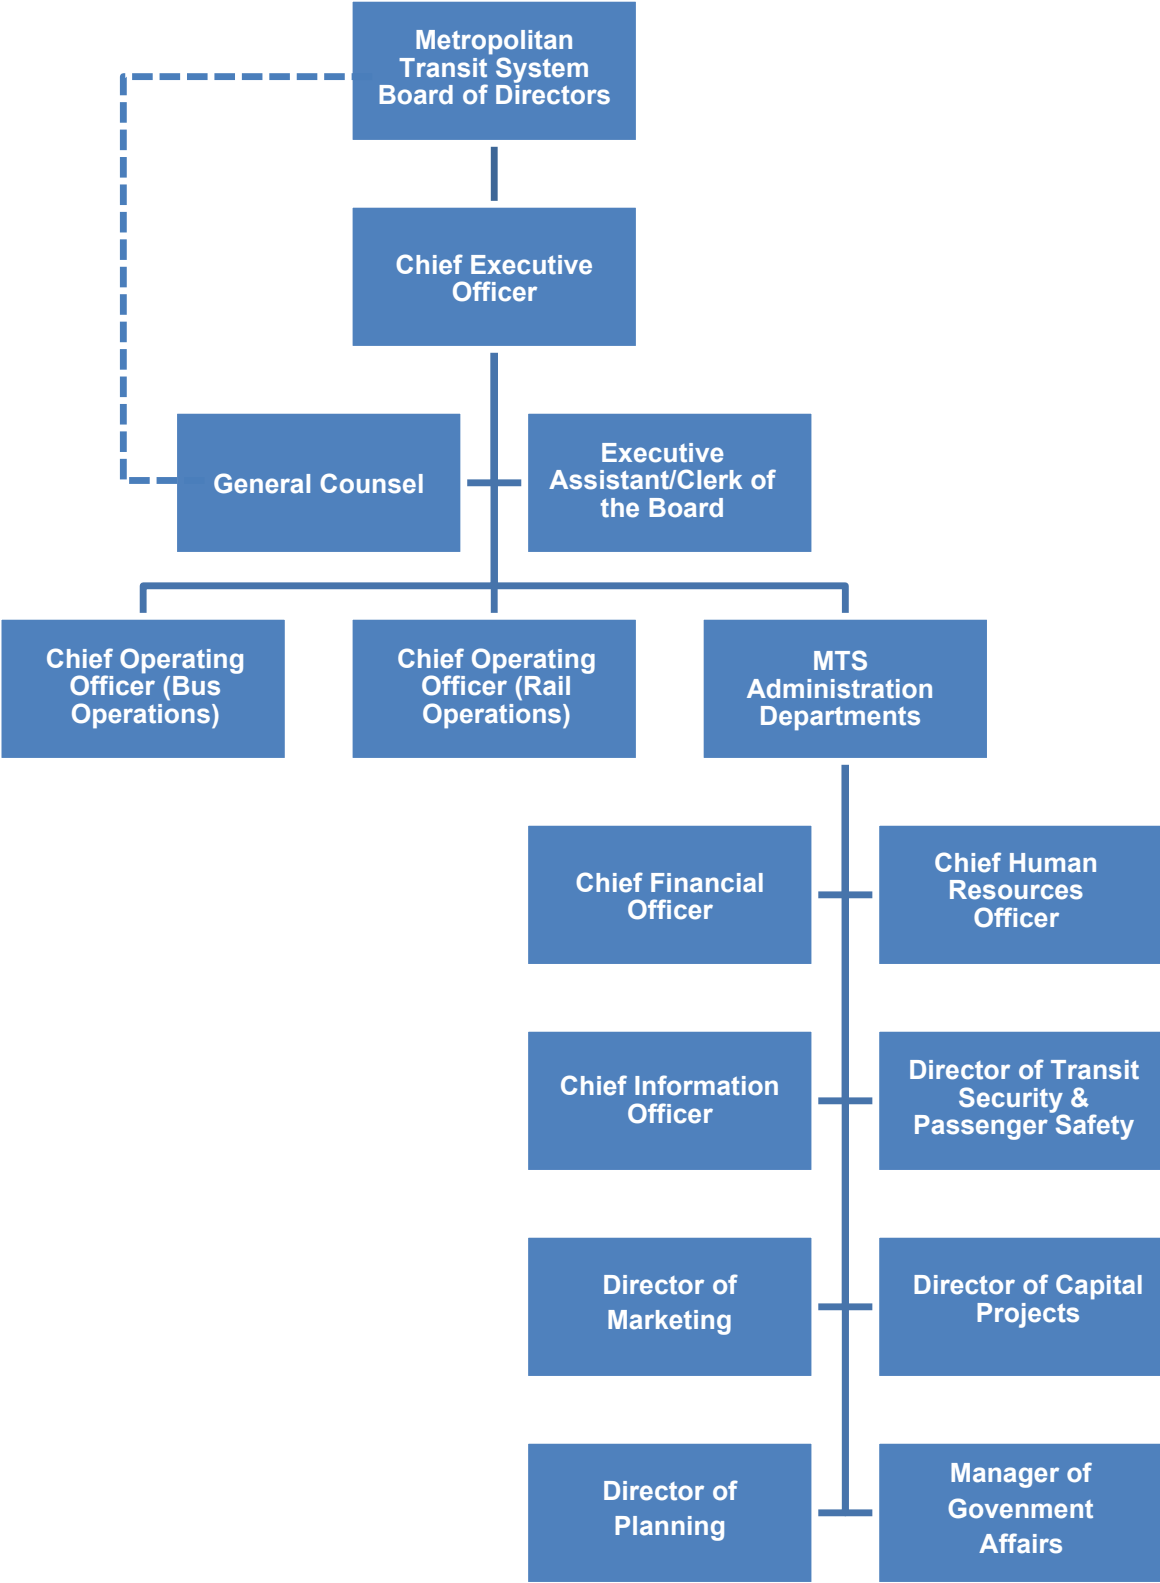 Metropolitan
Transit System
Board of Directors
Chief Executive
Officer
General Counsel
Executive
Assistant/Clerk of
the Board
Chief Operating
Officer (Bus
Operations)
Chief Operating
Officer (Rail
Operations)
MTS
Administration
Departments
Chief Financial
Officer
Chief Human
Resources
Officer
Chief Information
Officer
Director of Transit
Security &
Passenger Safety
Director of
Marketing
Director of Capital
Projects
Director of
Planning
Manager of
Govenment
Affairs